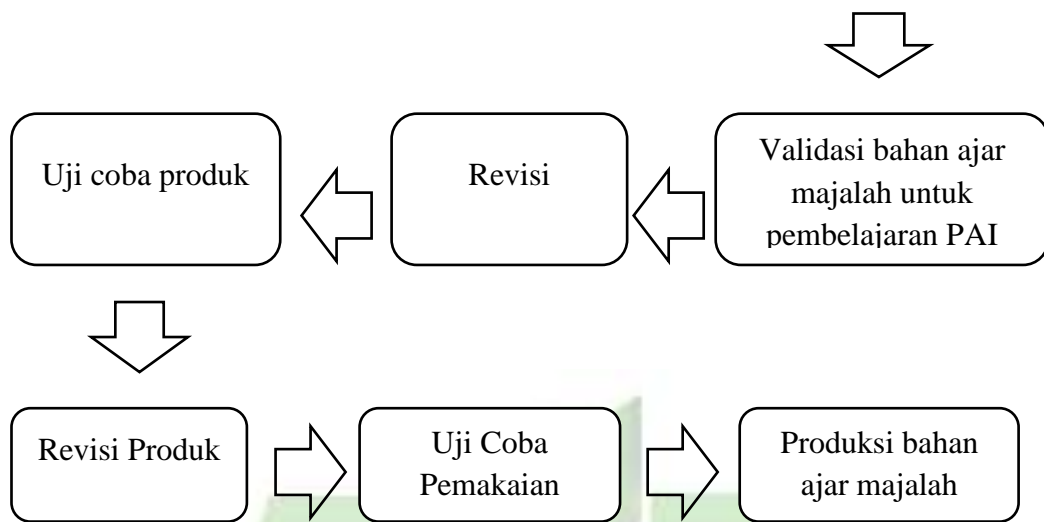 Uji coba produk
Revisi
Validasi bahan ajar
majalah untuk
pembelajaran PAI
Revisi Produk
Uji Coba
Pemakaian
Produksi bahan
ajar majalah